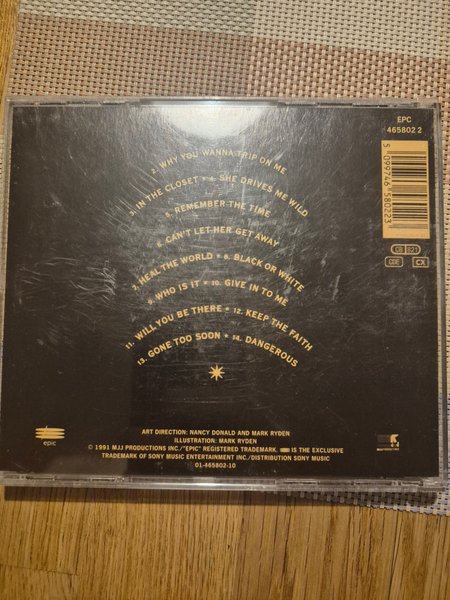 EPC
465802 2
5 099746 580223
CB 821
CDE CX
2. WHY YOU WANNA TRIP ON ME
3. IN THE CLOSET • 4. SHE DRIVES ME WILD
5. REMEMBER THE TIME
6. CAN'T LET HER GET AWAY
7. HEAL THE WORLD • 8. BLACK OR WHITE
9. WHO IS IT • 10. GIVE IN TO ME
11. WILL YOU BE THERE • 12. KEEP THE FAITH
13. GONE TOO SOON • 14. DANGEROUS
ART DIRECTION: NANCY DONALD AND MARK RYDEN
ILLUSTRATION: MARK RYDEN
© 1991 MJJ PRODUCTIONS INC./"EPIC" REGISTERED TRADEMARK. IS THE EXCLUSIVE
TRADEMARK OF SONY MUSIC ENTERTAINMENT INC./DISTRIBUTION SONY MUSIC
01-465802-10
epic